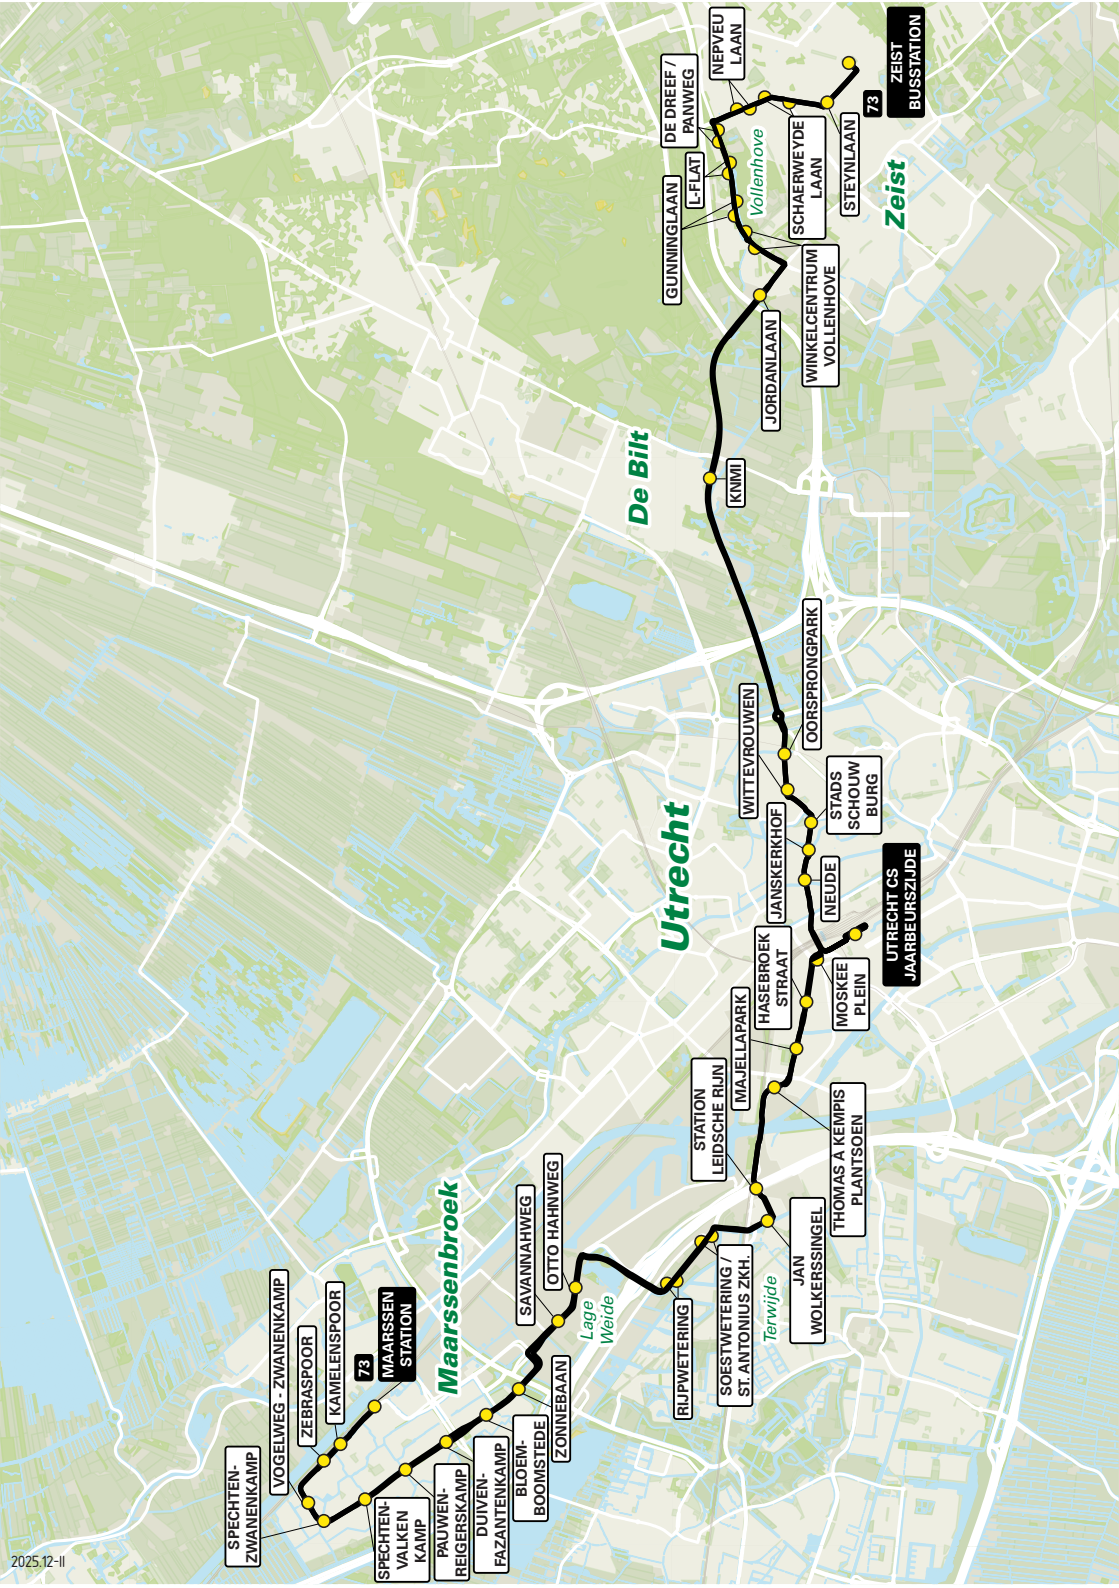 2025.12-II
73
MAARSSEN
STATION
KAMELENSPOOR
ZEBRASPOOR
VOGELWEG - ZWANENKAMP
SPECHTEN-
ZWANENKAMP
SPECHTEN-
VALKEN
KAMP
PAUWEN-
REIGERSKAMP
DUIVEN-
FAZANTENKAMP
BLOEM-
BOOMSTEDE
ZONNEBAAN
Maarssenbroek
SAVANNAHWEG
OTTO HAHNWEG
Lage
Weide
RIJPWETERING
SOESTWETERING /
ST. ANTONIUS ZKH.
Terwijde
JAN
WOLKERSSINGEL
STATION
LEIDSCHE RIJN
THOMAS À KEMPIS
PLANTSOEN
MAJELLAPARK
HASEBROEK
STRAAT
MOSKEE
PLEIN
UTRECHT CS
JAARBEURSZIJDE
Utrecht
NEUDE
JANSKERKHOF
STADS
SCHOUW
BURG
WITTEVROUWEN
OORSPRONGPARK
De Bilt
KNMI
JORDANLAAN
WINKELCENTRUM
VOLLENHOVE
GUNNINGLAAN
L-FLAT
Vollenhove
DE DREEF /
PANWEG
NEPVEU
LAAN
SCHAERWEYDE
LAAN
STEYNLAAN
Zeist
73
ZEIST
BUSSTATION